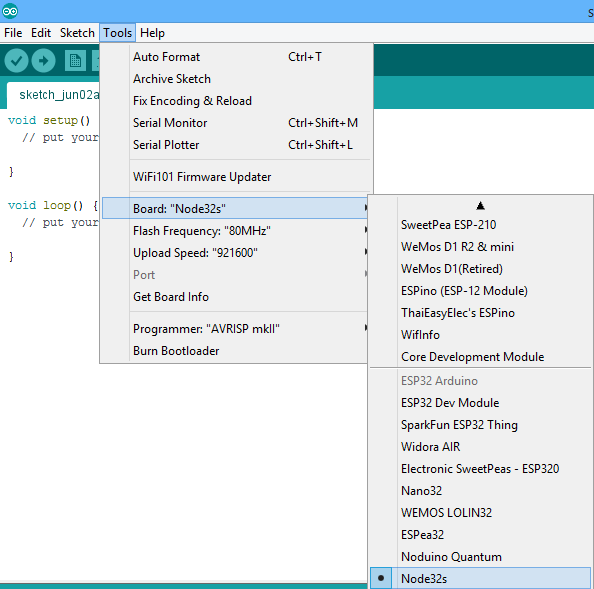 S
File Edit Sketch Tools Help
sketch_jun02a
void setup()
// put your
}
void loop() {
// put your
}
Auto Format Ctrl+T
Archive Sketch
Fix Encoding & Reload
Serial Monitor Ctrl+Shift+M
Serial Plotter Ctrl+Shift+L
WiFi101 Firmware Updater
Board: "Node32s"
Flash Frequency: "80MHz"
Upload Speed: "921600"
Port
Get Board Info
Programmer: "AVRISP mkII"
Burn Bootloader
SweetPea ESP-210
WeMos D1 R2 & mini
WeMos D1(Retired)
ESPino (ESP-12 Module)
ThaiEasyElec's ESPino
WifInfo
Core Development Module
ESP32 Arduino
ESP32 Dev Module
SparkFun ESP32 Thing
Widora AIR
Electronic SweetPeas - ESP320
Nano32
WEMOS LOLIN32
ESPea32
Noduino Quantum
Node32s